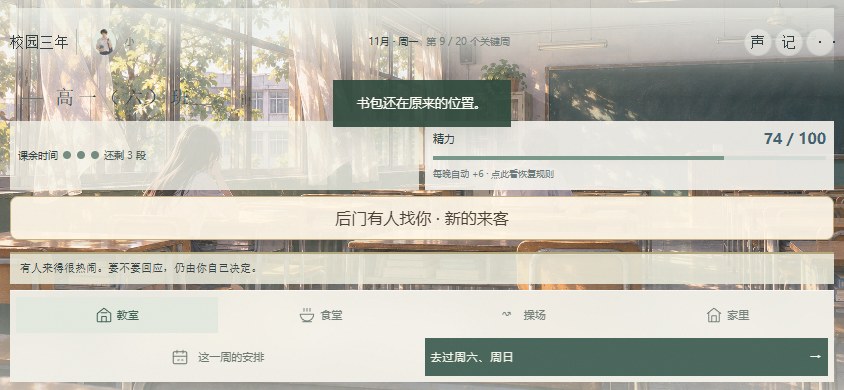 校园三年
小
11月 · 周一 第 9 / 20 个关键周
声 记 · ·
高一（六）班
书包还在原来的位置。
课余时间 还剩 3 段
精力 74 / 100
每晚自动 +6 · 点此看恢复规则
后门有人找你 · 新的来客
有人来得很热闹。要不要回应，仍由你自己决定。
教室 食堂 操场 家里
这一周的安排 去过周六、周日 →